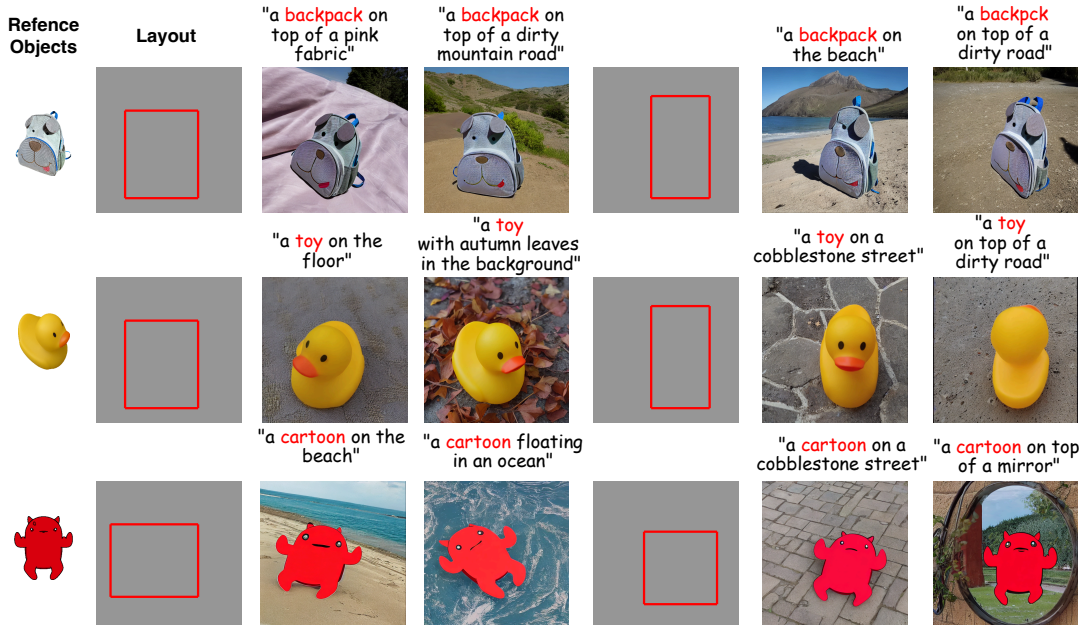 Refence
Objects
Layout
"a backpack on
top of a pink
fabric"
"a backpack on
top of a dirty
mountain road"
"a backpack on
the beach"
"a backpck
on top of a
dirty road"
"a toy on the
floor"
"a toy
with autumn leaves
in the background"
"a toy on a
cobblestone street"
"a toy
on top of a
dirty road"
"a cartoon on the
beach"
"a cartoon floating
in an ocean"
"a cartoon on a
cobblestone street"
"a cartoon on top
of a mirror"